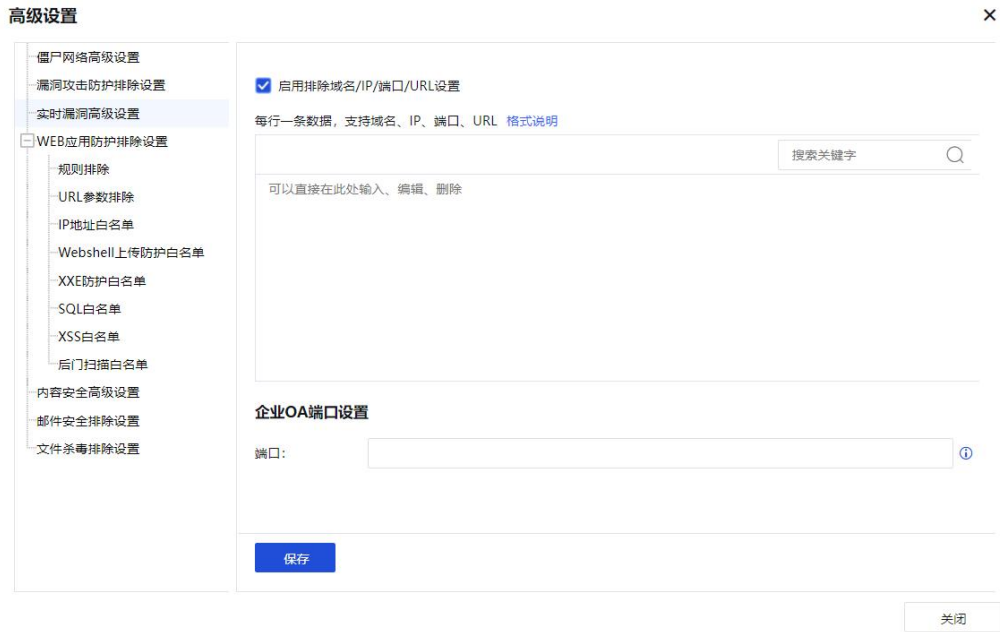 高级设置
僵尸网络高级设置
漏洞攻击防护排除设置
实时漏洞高级设置
WEB应用防护排除设置
规则排除
URL参数排除
IP地址白名单
Webshell上传防护白名单
XXE防护白名单
SQL白名单
XSS白名单
后门扫描白名单
内容安全高级设置
邮件安全排除设置
文件杀毒排除设置
启用排除域名/IP/端口/URL设置
每行一条数据，支持域名、IP、端口、URL 格式说明
搜索关键字
可以直接在此处输入、编辑、删除
企业OA端口设置
端口：
保存
关闭